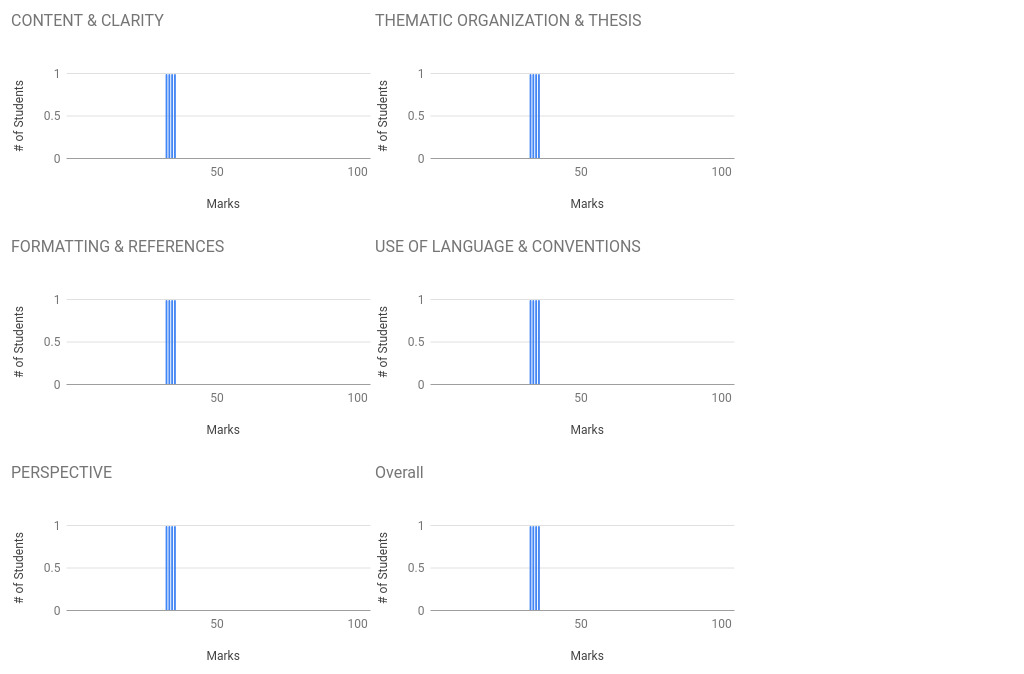 CONTENT & CLARITY
# of Students
1
0.5
0
50
100
Marks
THEMATIC ORGANIZATION & THESIS
# of Students
1
0.5
0
50
100
Marks
FORMATTING & REFERENCES
# of Students
1
0.5
0
50
100
Marks
USE OF LANGUAGE & CONVENTIONS
# of Students
1
0.5
0
50
100
Marks
PERSPECTIVE
# of Students
1
0.5
0
50
100
Marks
Overall
# of Students
1
0.5
0
50
100
Marks